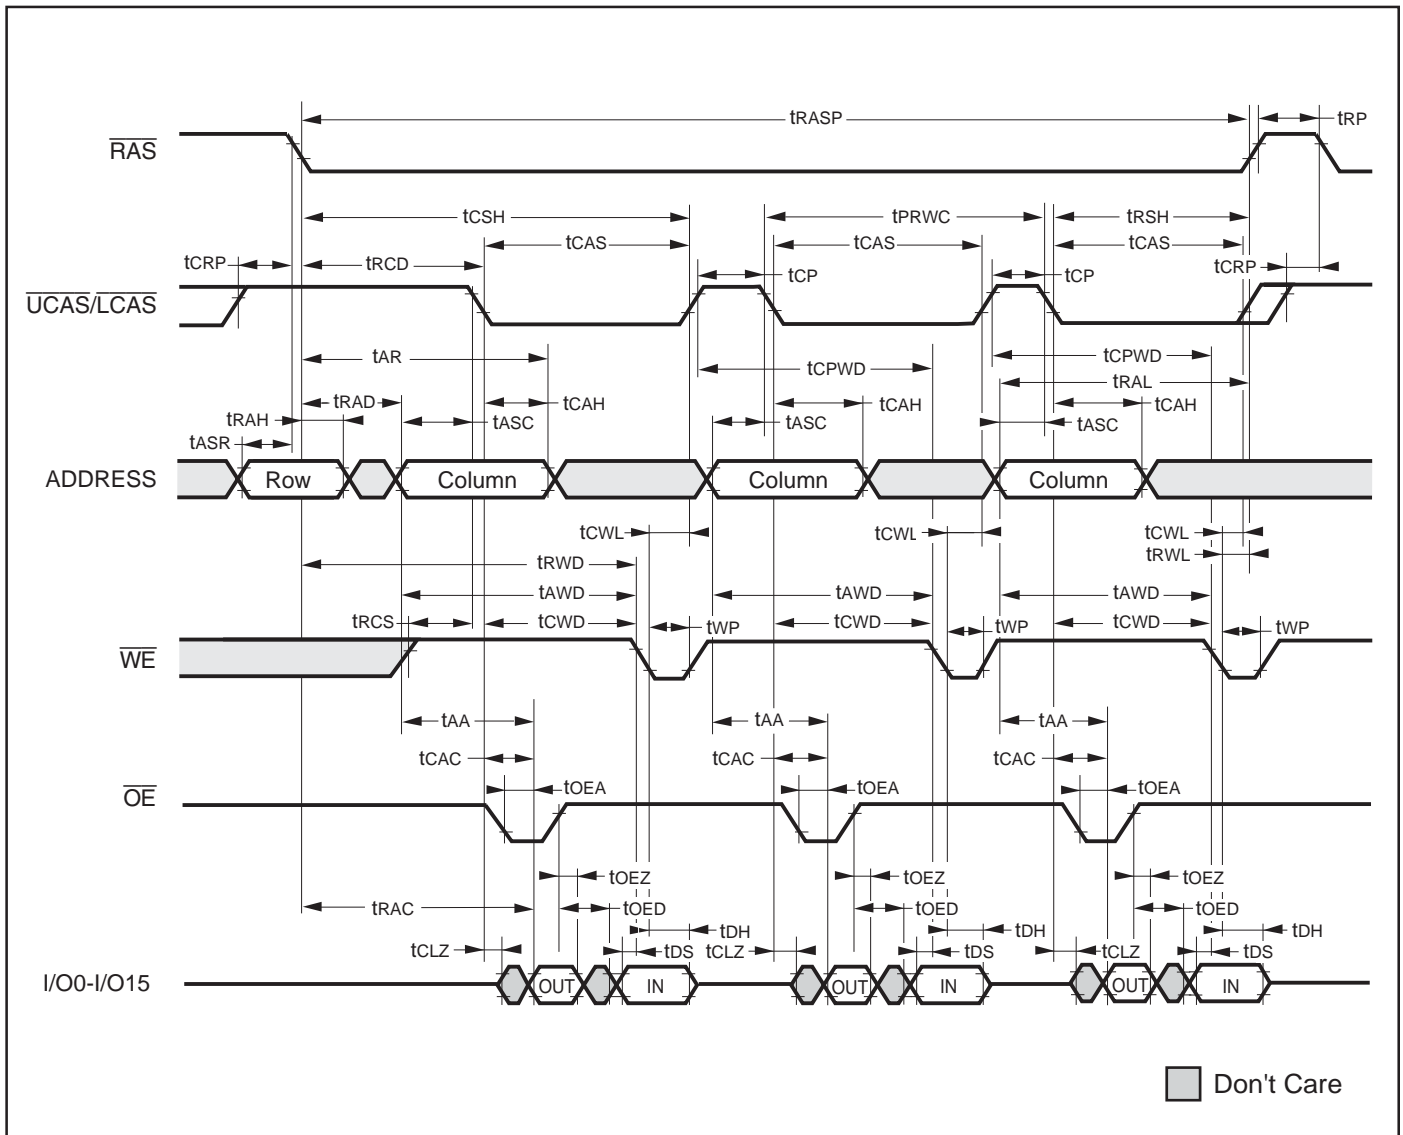 tRASP tRP
RAS
tCSH tPRWC tRSH
tCAS tCAS tCAS
tCRP tRCD tCP tCP tCRP
UCAS/LCAS
tAR tCPWD tCPWD
tRAL
tRAD tCAH tCAH tCAH
tRAH tASC tASC tASC
tASR
ADDRESS Row Column Column Column
tCWL tCWL tCWL
tRWD tRWL
tAWD tAWD tAWD
tRCS tCWD tWP tCWD tWP tCWD tWP
WE
tAA tAA tAA
tCAC tCAC tCAC
tOEA tOEA tOEA
OE
tOEZ tOEZ tOEZ
tRAC tOED tOED tOED
tDH tDH tDH
tCLZ tDS tCLZ tDS tCLZ tDS
I/O0-I/O15 OUT IN OUT IN OUT IN
Don't Care